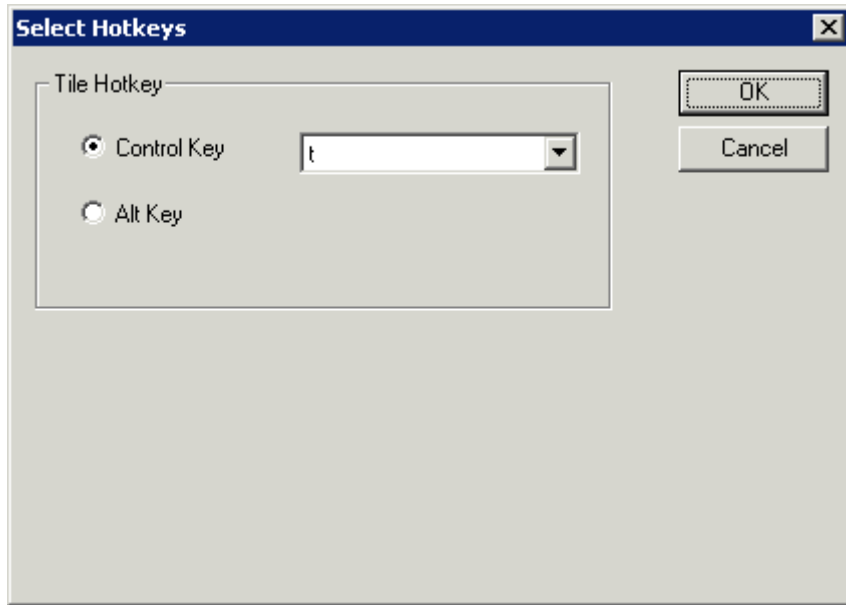 Select Hotkeys
Tile Hotkey
OK
Control Key
t
Cancel
Alt Key